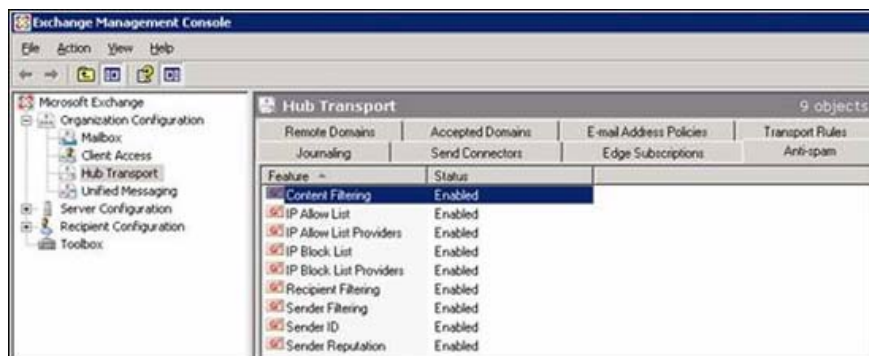 Exchange Management Console
File Action View Help
Microsoft Exchange
Organization Configuration
Mailbox
Client Access
Hub Transport
Unified Messaging
Server Configuration
Recipient Configuration
Toolbox
Hub Transport 9 objects
Remote Domains Accepted Domains E-mail Address Policies Transport Rules
Journaling Send Connectors Edge Subscriptions Anti-spam
Feature Status
Content Filtering Enabled
IP Allow List Enabled
IP Allow List Providers Enabled
IP Block List Enabled
IP Block List Providers Enabled
Recipient Filtering Enabled
Sender Filtering Enabled
Sender ID Enabled
Sender Reputation Enabled